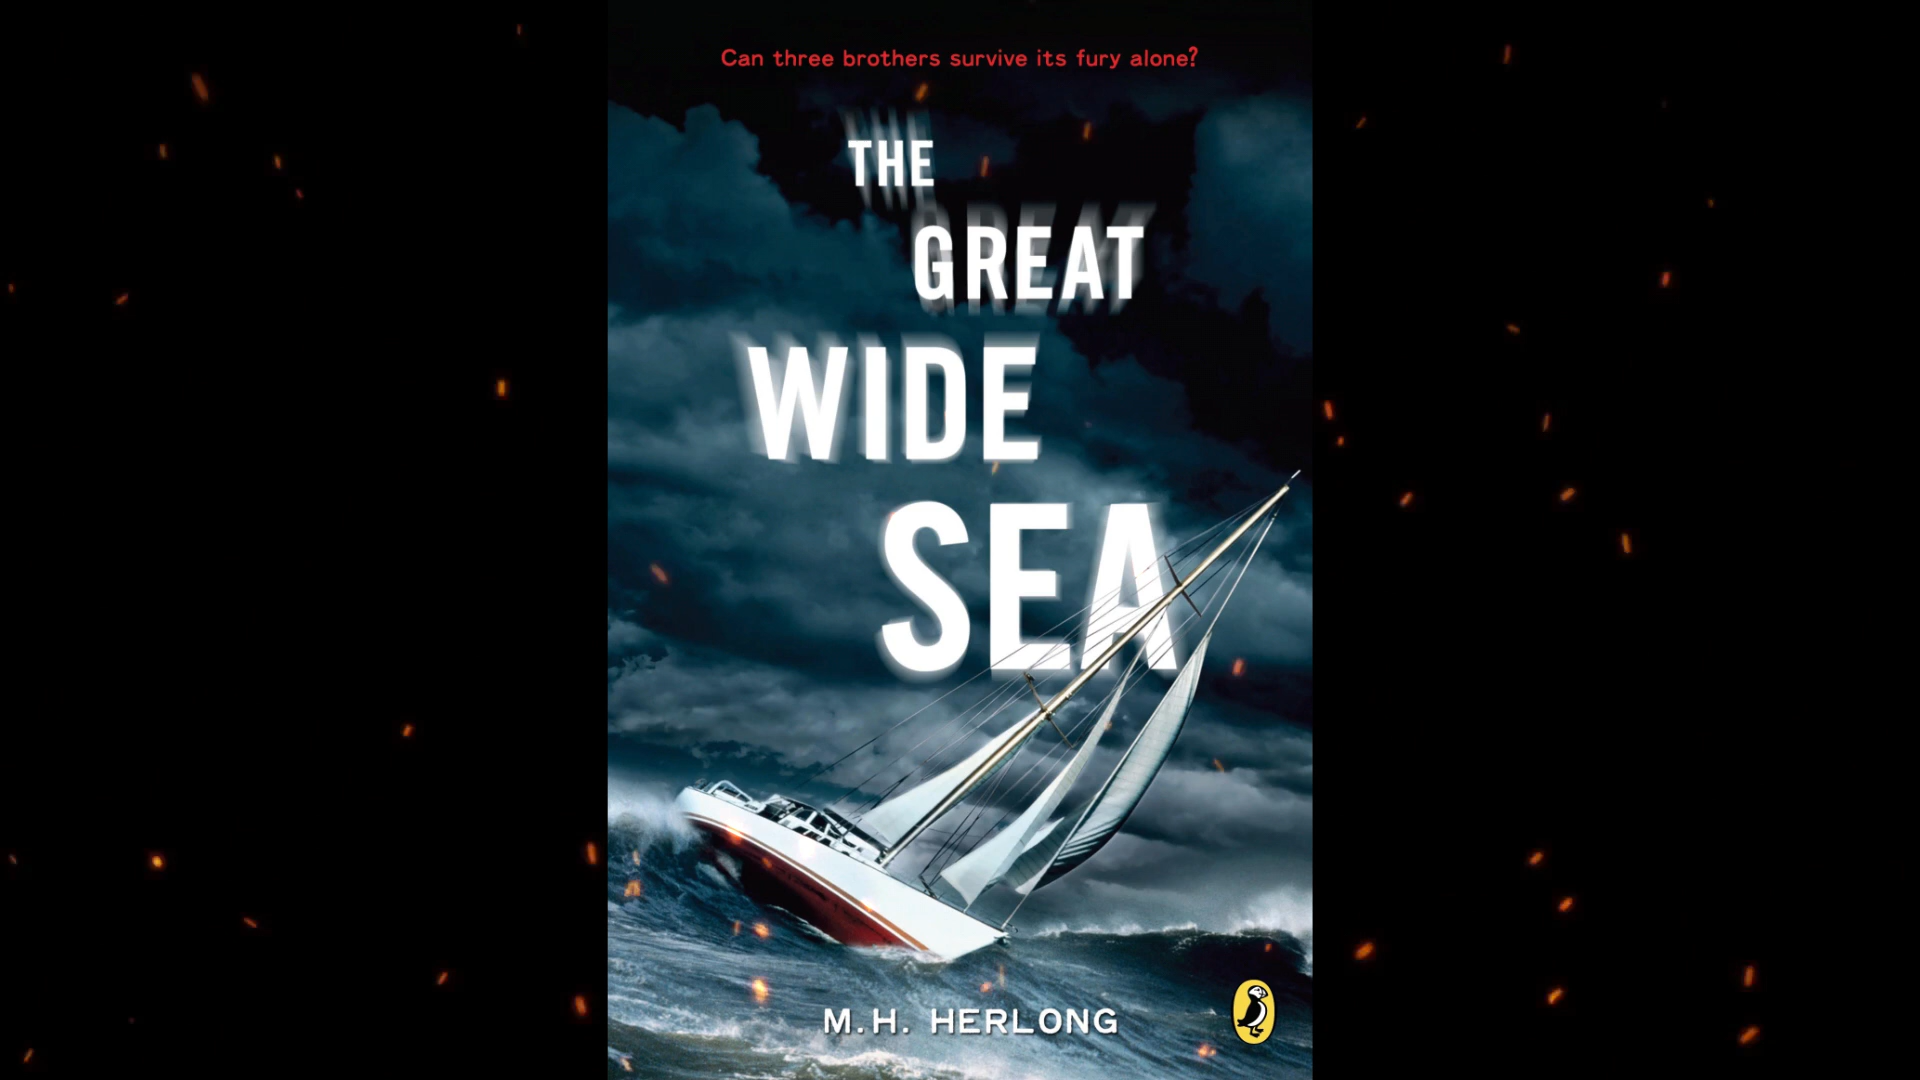 Can three brothers survive its fury alone?
THE
GREAT
WIDE
SEA
M.H. HERLONG